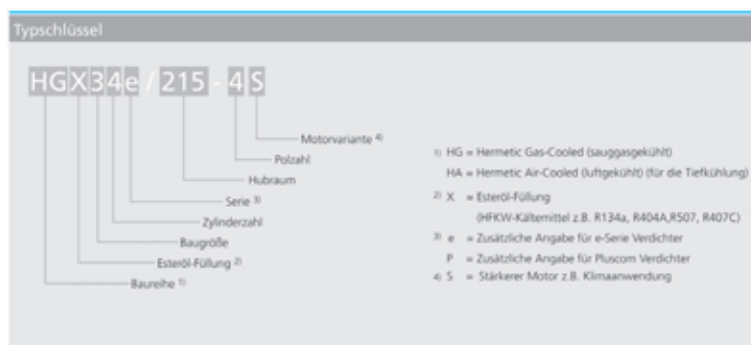 Typschlüssel
HGX34e / 215 - 4 S
Motorvariante 4)
Polzahl
Hubraum
Serie 3)
Zylinderzahl
Baugröße
Esteröl-Füllung 2)
Baureihe 1)
1) HG = Hermetic Gas-Cooled (sauggasgekühlt)
HA = Hermetic Air-Cooled (luftgekühlt) (für die Tiefkühlung)
2) X = Esteröl-Füllung
(HFKW-Kältemittel z.B. R134a, R404A,R507, R407C)
3) e = Zusätzliche Angabe für e-Serie Verdichter
P = Zusätzliche Angabe für Pluscom Verdichter
4) S = Stärkerer Motor z.B. Klimaanwendung